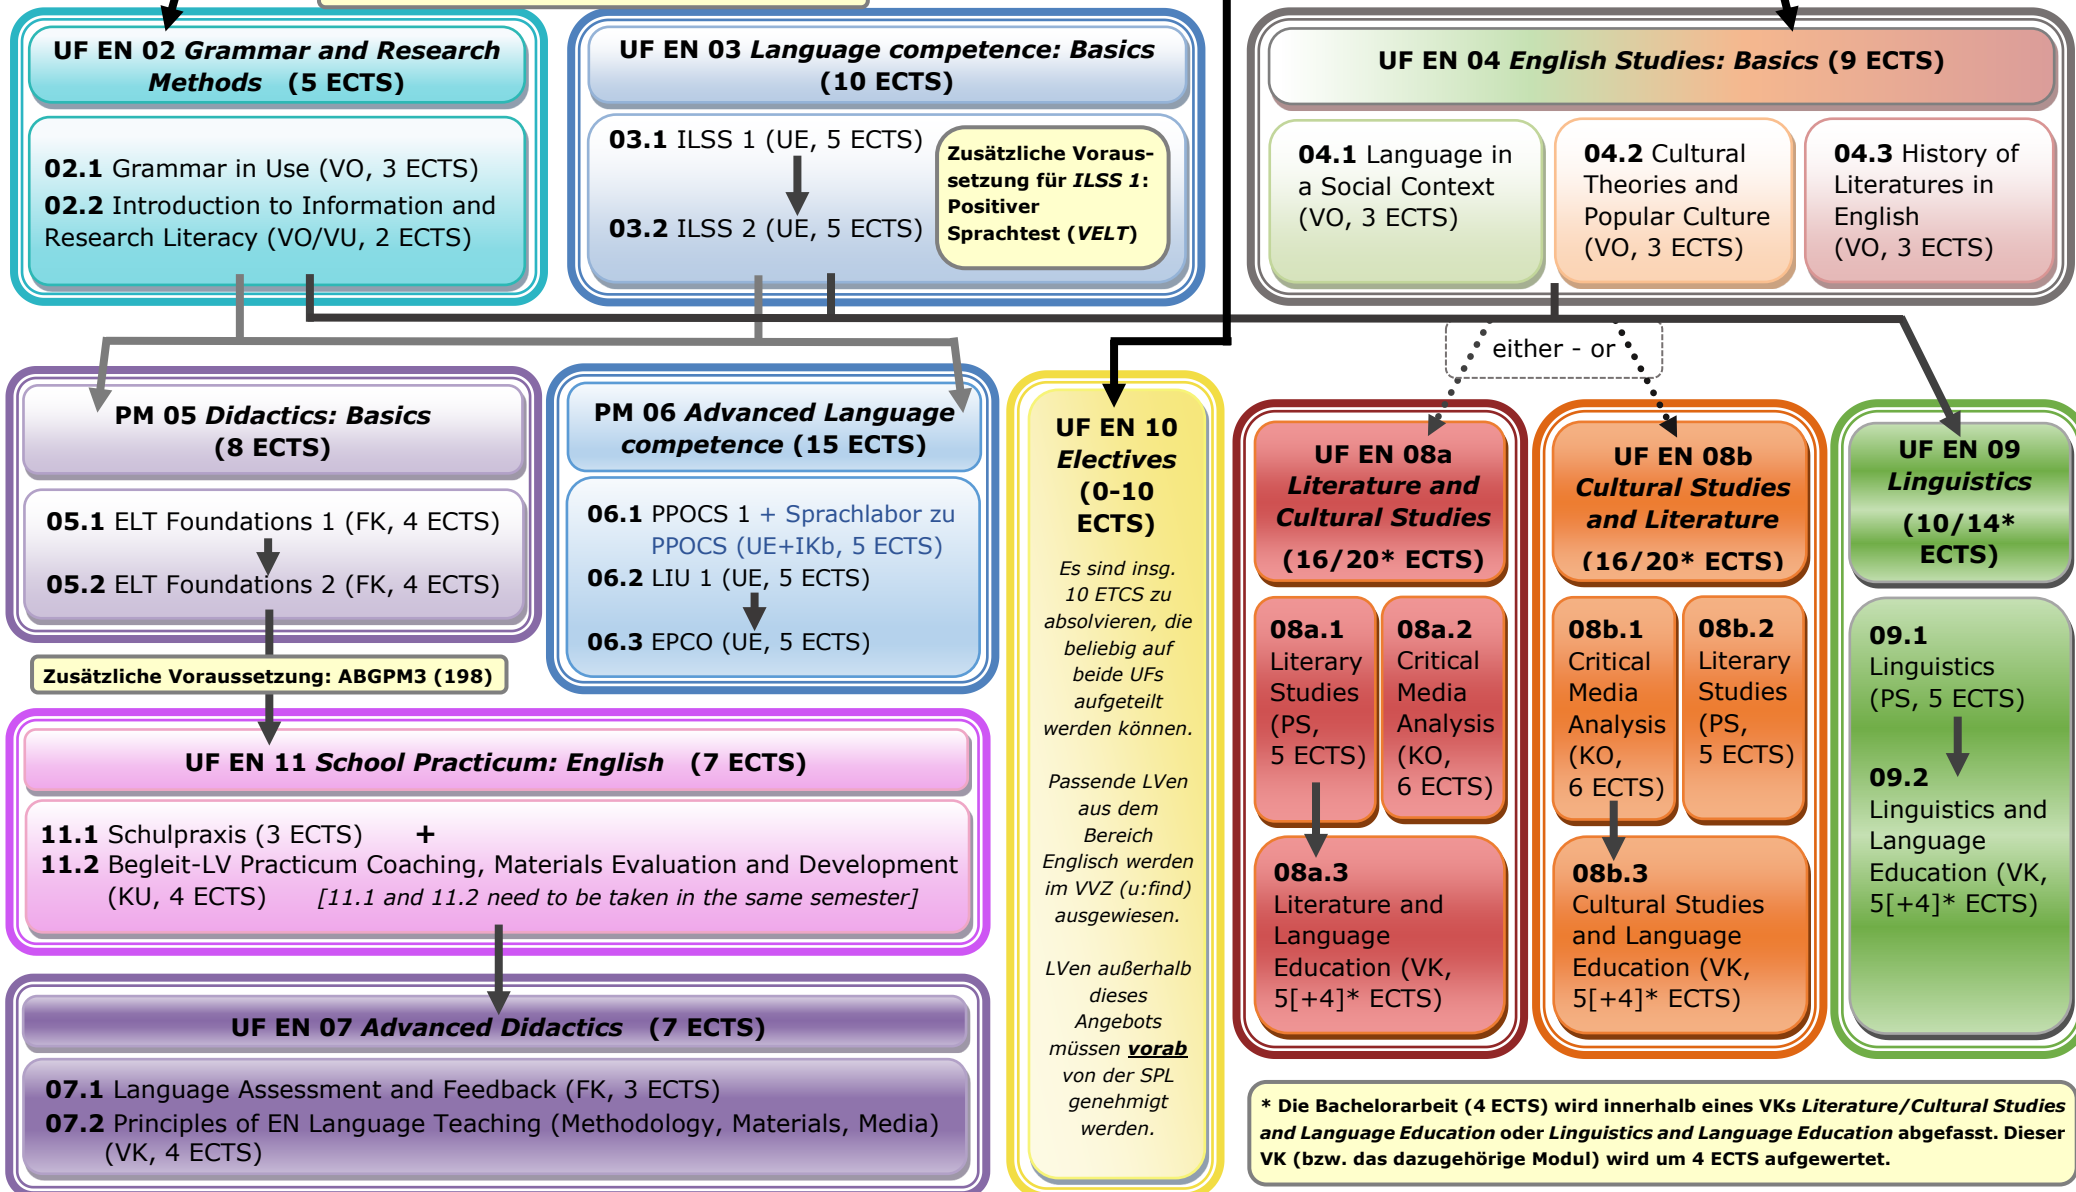 UF EN 02 Grammar and Research
Methods (5 ECTS)
02.1 Grammar in Use (VO, 3 ECTS)
02.2 Introduction to Information and
Research Literacy (VO/VU, 2 ECTS)
UF EN 03 Language competence: Basics
(10 ECTS)
03.1 ILSS 1 (UE, 5 ECTS)
03.2 ILSS 2 (UE, 5 ECTS)
Zusätzliche Voraus-
setzung für ILSS 1:
Positiver
Sprachtest (VELT)
UF EN 04 English Studies: Basics (9 ECTS)
04.1 Language in
a Social Context
(VO, 3 ECTS)
04.2 Cultural
Theories and
Popular Culture
(VO, 3 ECTS)
04.3 History of
Literatures in
English
(VO, 3 ECTS)
either - or
PM 05 Didactics: Basics
(8 ECTS)
05.1 ELT Foundations 1 (FK, 4 ECTS)
05.2 ELT Foundations 2 (FK, 4 ECTS)
Zusätzliche Voraussetzung: ABGPM3 (198)
PM 06 Advanced Language
competence (15 ECTS)
06.1 PPOCS 1 + Sprachlabor zu
PPOCS (UE+IKb, 5 ECTS)
06.2 LIU 1 (UE, 5 ECTS)
06.3 EPCO (UE, 5 ECTS)
UF EN 11 School Practicum: English (7 ECTS)
11.1 Schulpraxis (3 ECTS) +
11.2 Begleit-LV Practicum Coaching, Materials Evaluation and Development
(KU, 4 ECTS) [11.1 and 11.2 need to be taken in the same semester]
UF EN 07 Advanced Didactics (7 ECTS)
07.1 Language Assessment and Feedback (FK, 3 ECTS)
07.2 Principles of EN Language Teaching (Methodology, Materials, Media)
(VK, 4 ECTS)
UF EN 10
Electives
(0-10
ECTS)
Es sind insg.
10 ETCS zu
absolvieren, die
beliebig auf
beide UFs
aufgeteilt
werden können.
Passende LVen
aus dem
Bereich
Englisch werden
im VVZ (u:find)
ausgewiesen.
LVen außerhalb
dieses
Angebots
müssen vorab
von der SPL
genehmigt
werden.
UF EN 08a
Literature and
Cultural Studies
(16/20* ECTS)
08a.1
Literary
Studies
(PS,
5 ECTS)
08a.2
Critical
Media
Analysis
(KO,
6 ECTS)
08a.3
Literature and
Language
Education (VK,
5[+4]* ECTS)
UF EN 08b
Cultural Studies
and Literature
(16/20* ECTS)
08b.1
Critical
Media
Analysis
(KO,
6 ECTS)
08b.2
Literary
Studies
(PS,
5 ECTS)
08b.3
Cultural Studies
and Language
Education (VK,
5[+4]* ECTS)
UF EN 09
Linguistics
(10/14*
ECTS)
09.1
Linguistics
(PS, 5 ECTS)
09.2
Linguistics and
Language
Education (VK,
5[+4]* ECTS)
* Die Bachelorarbeit (4 ECTS) wird innerhalb eines VKs Literature/Cultural Studies
and Language Education oder Linguistics and Language Education abgefasst. Dieser
VK (bzw. das dazugehörige Modul) wird um 4 ECTS aufgewertet.